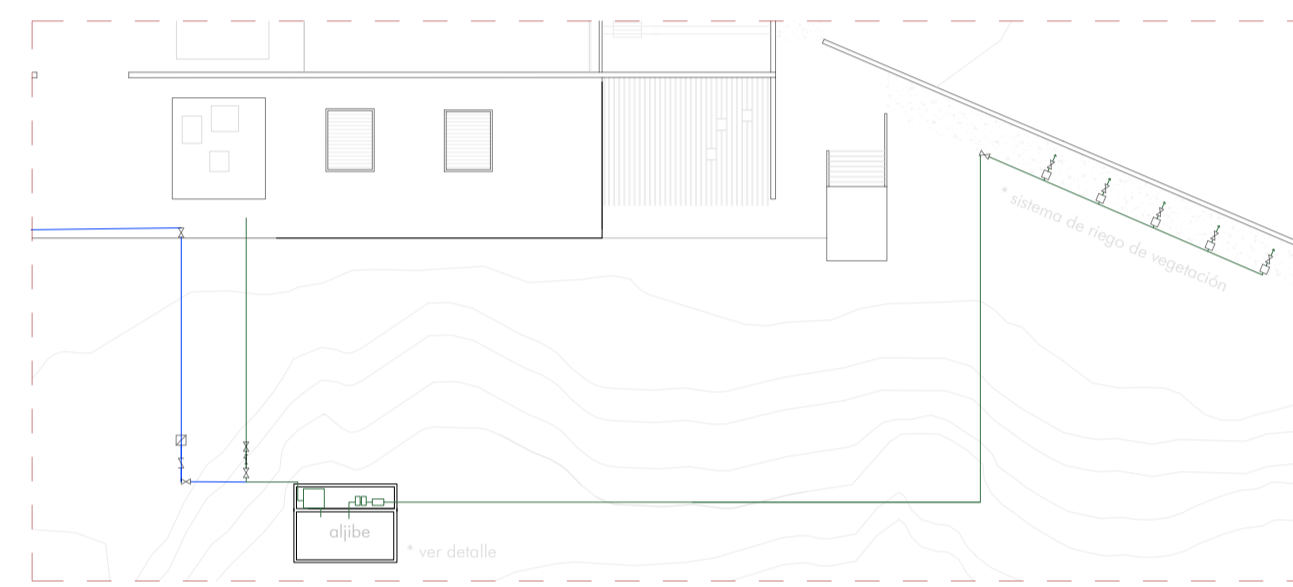 * sistema de riego de vegetación
aljibe
* ver detalle